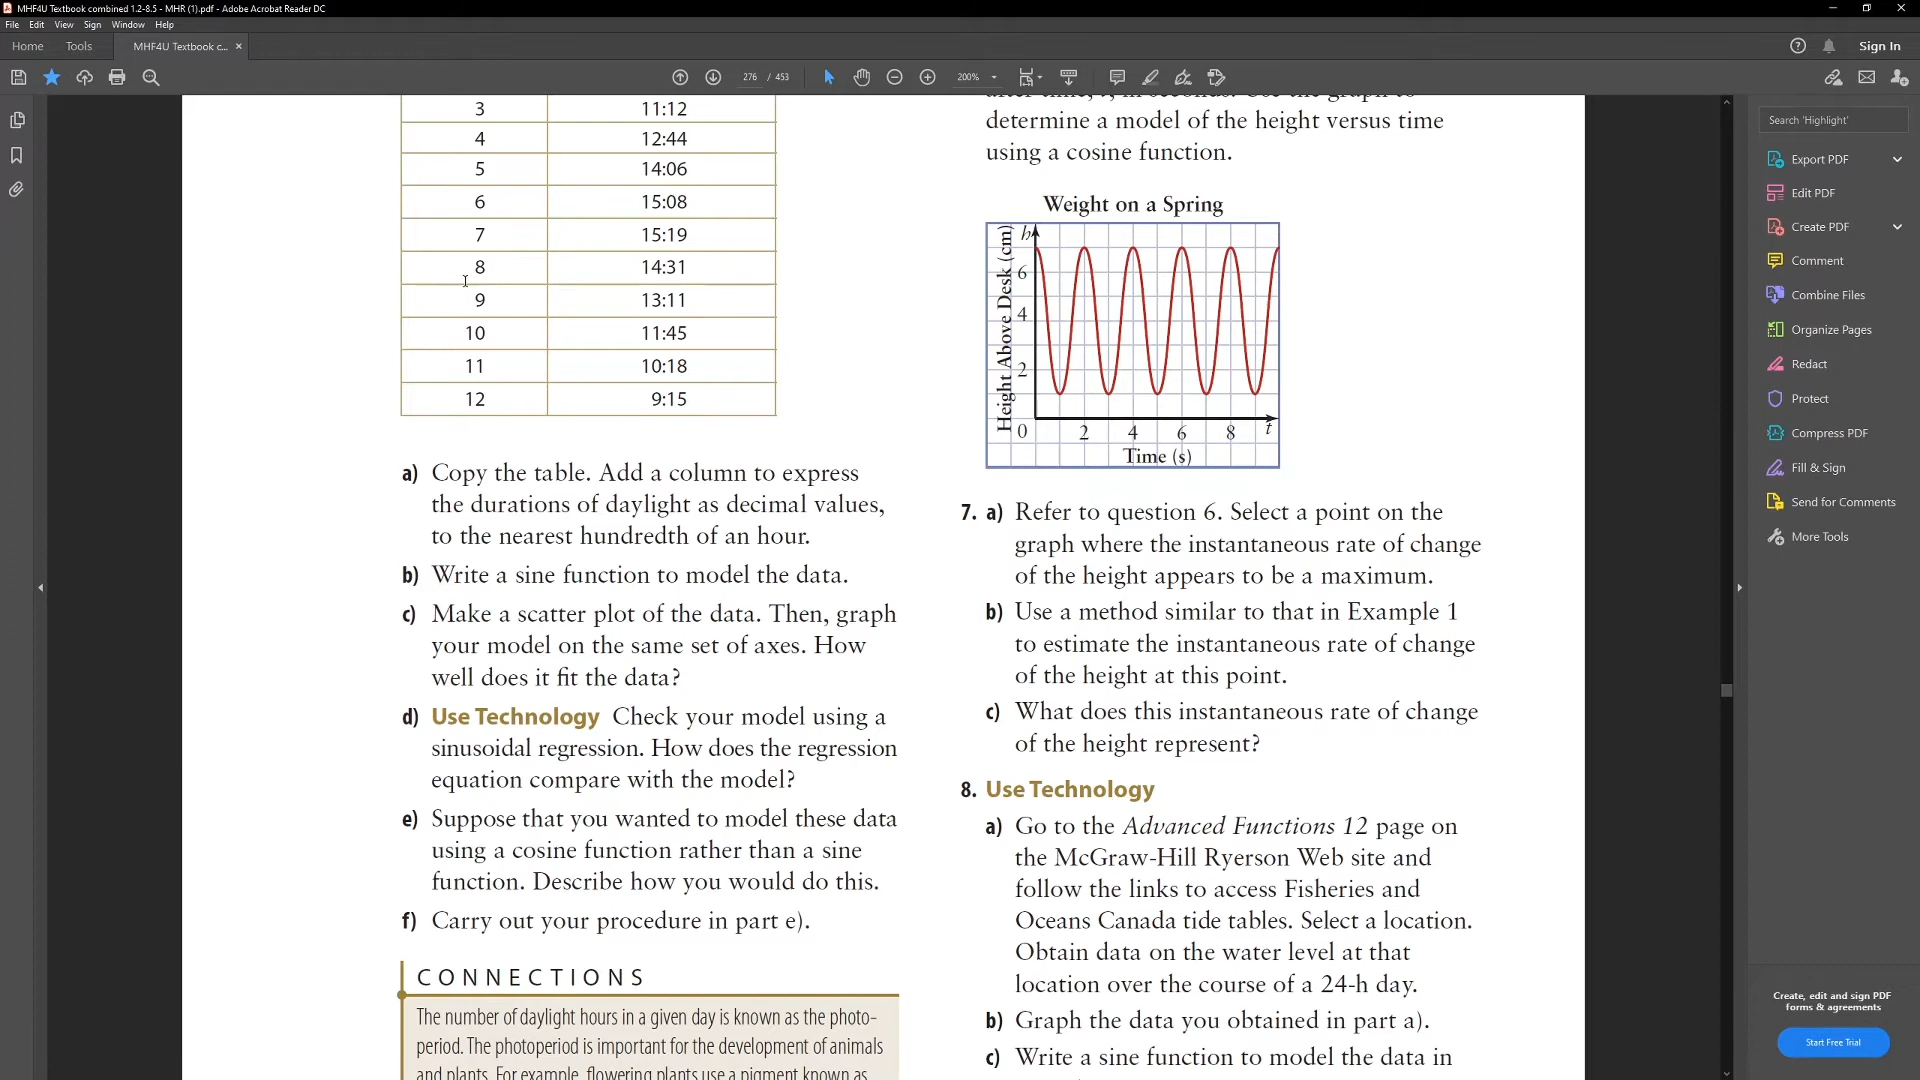 MHF4U Textbook combined 1.2-8.5 - MHR (1).pdf - Adobe Acrobat Reader DC
File Edit View Sign Window Help
Home Tools MHF4U Textbook c... × Sign In
276 / 453 200%
3 11:12
4 12:44
5 14:06
6 15:08
7 15:19
8 14:31
9 13:11
10 11:45
11 10:18
12 9:15
a) Copy the table. Add a column to express
the durations of daylight as decimal values,
to the nearest hundredth of an hour.
b) Write a sine function to model the data.
c) Make a scatter plot of the data. Then, graph
your model on the same set of axes. How
well does it fit the data?
d) Use Technology Check your model using a
sinusoidal regression. How does the regression
equation compare with the model?
e) Suppose that you wanted to model these data
using a cosine function rather than a sine
function. Describe how you would do this.
f) Carry out your procedure in part e).
CONNECTIONS
The number of daylight hours in a given day is known as the photo-
period. The photoperiod is important for the development of animals
and plants. For example, flowering plants use a pigment known as
determine a model of the height versus time
using a cosine function.
Weight on a Spring
h
Height Above Desk (cm)
6
4
2
0 2 4 6 8 t
Time (s)
7. a) Refer to question 6. Select a point on the
graph where the instantaneous rate of change
of the height appears to be a maximum.
b) Use a method similar to that in Example 1
to estimate the instantaneous rate of change
of the height at this point.
c) What does this instantaneous rate of change
of the height represent?
8. Use Technology
a) Go to the Advanced Functions 12 page on
the McGraw-Hill Ryerson Web site and
follow the links to access Fisheries and
Oceans Canada tide tables. Select a location.
Obtain data on the water level at that
location over the course of a 24-h day.
b) Graph the data you obtained in part a).
c) Write a sine function to model the data in
Search 'Highlight'
Export PDF
Edit PDF
Create PDF
Comment
Combine Files
Organize Pages
Redact
Protect
Compress PDF
Fill & Sign
Send for Comments
More Tools
Create, edit and sign PDF
forms & agreements
Start Free Trial